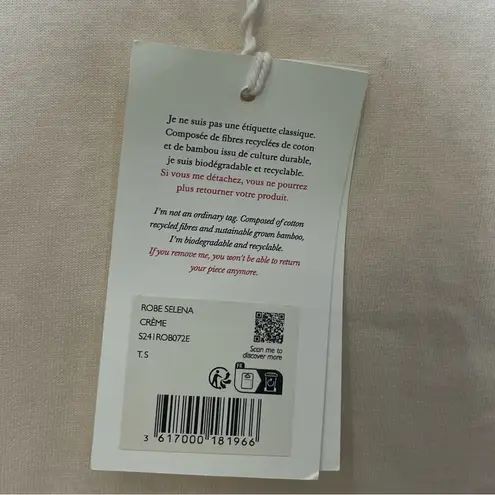 Je ne suis pas une étiquette classique.
Composée de fibres recyclées de coton
et de bambou issu de culture durable,
je suis biodégradable et recyclable.
Si vous me détachez, vous ne pourrez
plus retourner votre produit.
I'm not an ordinary tag. Composed of cotton
recycled fibres and sustainable grown bamboo,
I'm biodegradable and recyclable.
If you remove me, you won't be able to return
your piece anymore.
ROBE SELENA
CRÈME
S241ROB072E
T. S
Scan me to
discover more
FR
3 617000 181966